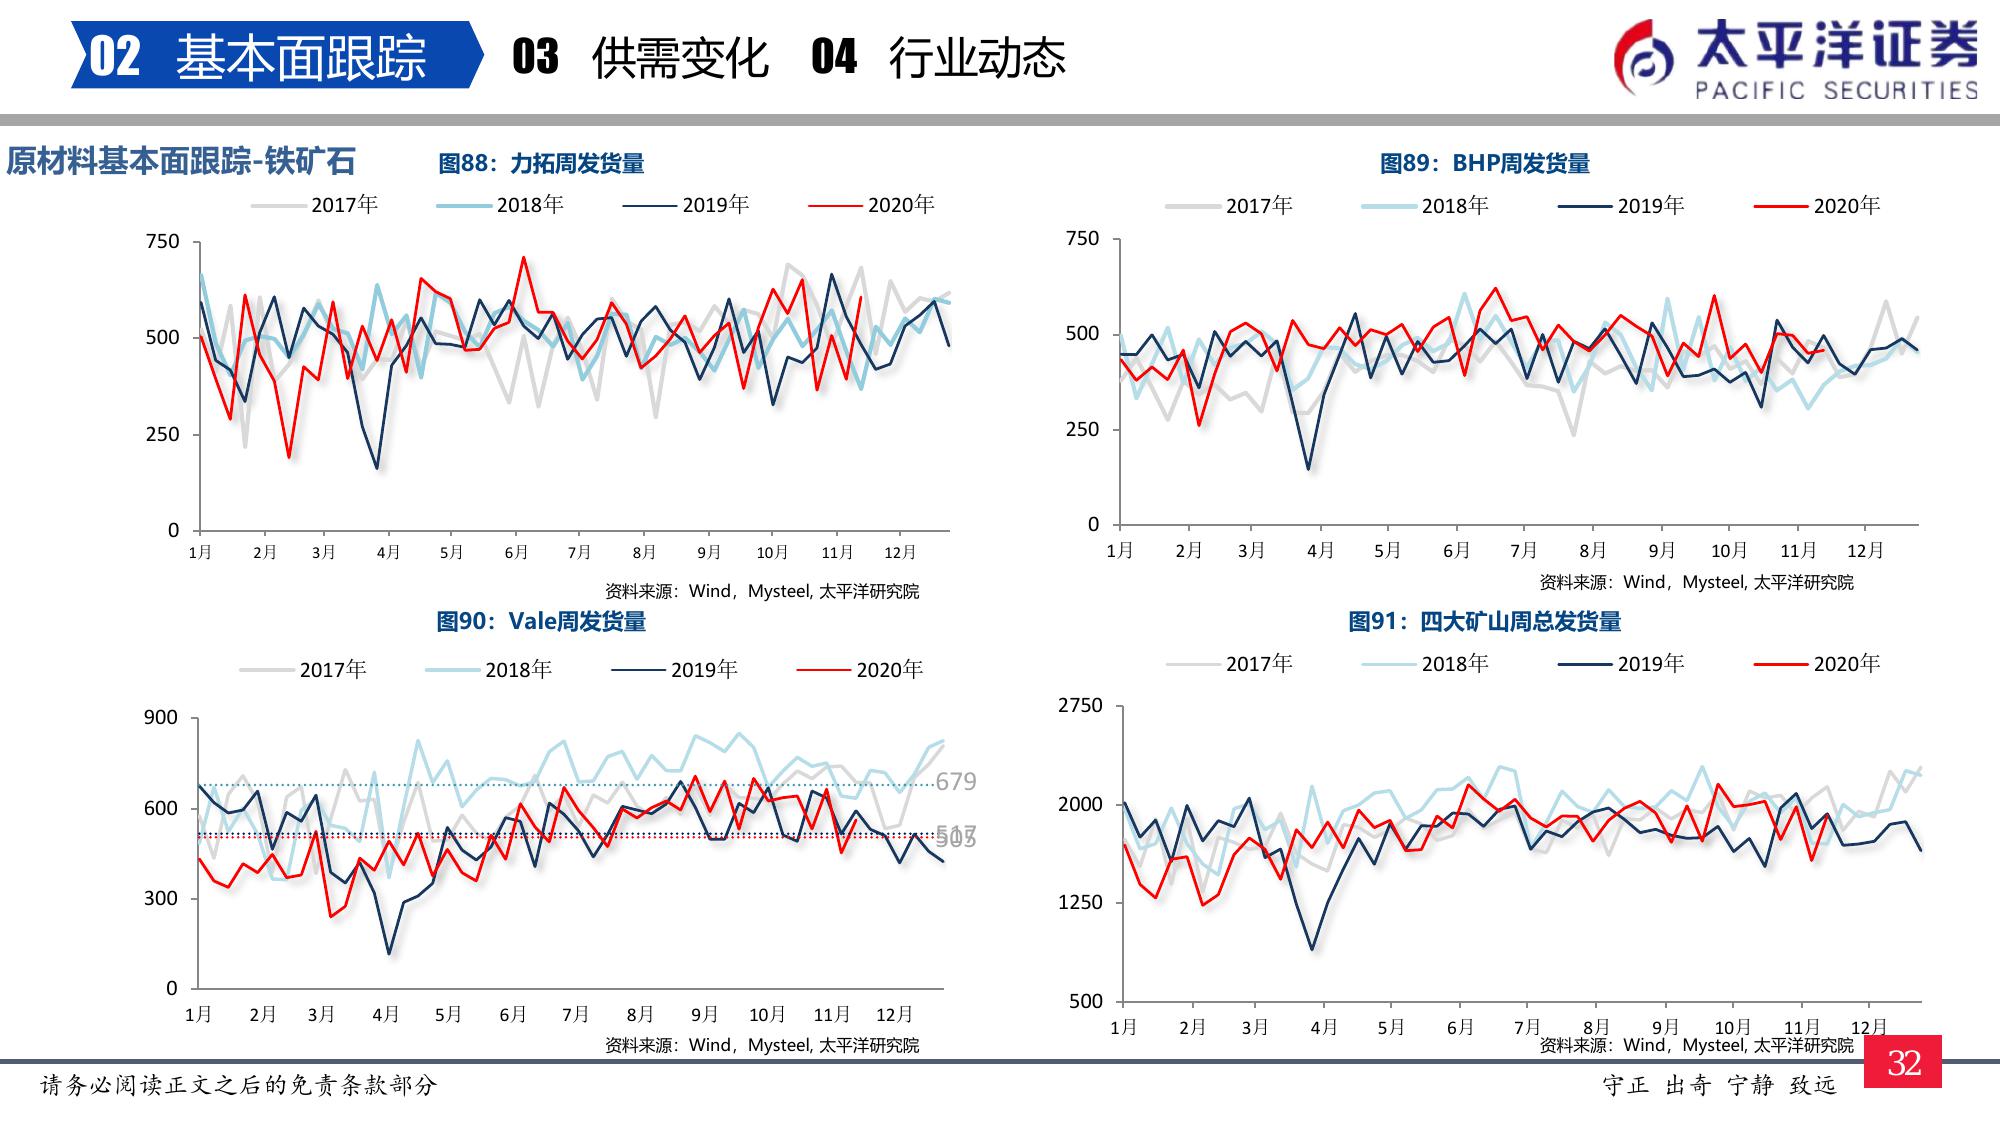 02 基本面跟踪 03 供需变化 04 行业动态
太平洋证券
PACIFIC SECURITIES
原材料基本面跟踪-铁矿石
图88：力拓周发货量
2017年 2018年 2019年 2020年
750
500
250
0
1月 2月 3月 4月 5月 6月 7月 8月 9月 10月 11月 12月
资料来源：Wind，Mysteel, 太平洋研究院
图89：BHP周发货量
2017年 2018年 2019年 2020年
750
500
250
0
1月 2月 3月 4月 5月 6月 7月 8月 9月 10月 11月 12月
资料来源：Wind，Mysteel, 太平洋研究院
图90：Vale周发货量
2017年 2018年 2019年 2020年
900
600
300
0
679
517
505
1月 2月 3月 4月 5月 6月 7月 8月 9月 10月 11月 12月
资料来源：Wind，Mysteel, 太平洋研究院
图91：四大矿山周总发货量
2017年 2018年 2019年 2020年
2750
2000
1250
500
1月 2月 3月 4月 5月 6月 7月 8月 9月 10月 11月 12月
资料来源：Wind，Mysteel, 太平洋研究院
请务必阅读正文之后的免责条款部分
守正 出奇 宁静 致远
32